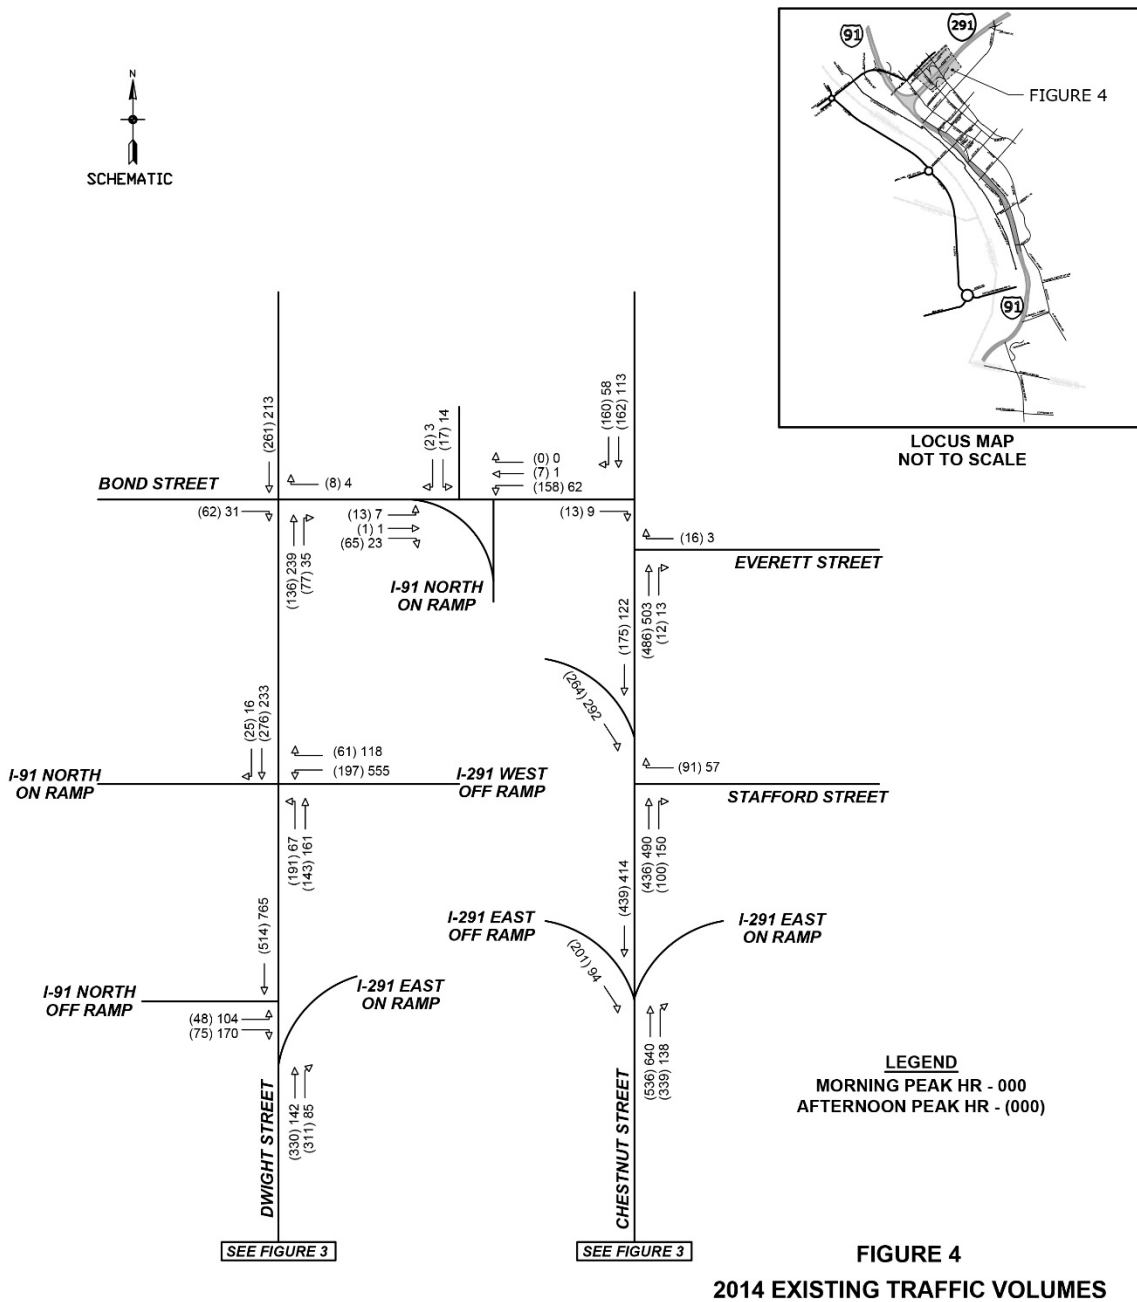 N
SCHEMATIC
91
291
FIGURE 4
91
LOCUS MAP
NOT TO SCALE
(261) 213
(2) 3
(17) 14
(160) 58
(162) 113
(0) 0
(7) 1
(158) 62
BOND STREET
(8) 4
(62) 31
(13) 7
(1) 1
(65) 23
(13) 9
(16) 3
EVERETT STREET
(136) 239
(77) 35
I-91 NORTH
ON RAMP
(486) 503
(12) 13
(175) 122
(264) 292
(25) 16
(276) 233
(61) 118
(197) 555
I-91 NORTH
ON RAMP
I-291 WEST
OFF RAMP
(91) 57
STAFFORD STREET
(191) 67
(143) 161
(436) 490
(100) 150
(439) 414
I-291 EAST
OFF RAMP
I-291 EAST
ON RAMP
(514) 765
(201) 94
I-91 NORTH
OFF RAMP
I-291 EAST
ON RAMP
(48) 104
(75) 170
(536) 640
(339) 138
(330) 142
(311) 85
LEGEND
MORNING PEAK HR - 000
AFTERNOON PEAK HR - (000)
DWIGHT STREET
CHESTNUT STREET
SEE FIGURE 3
SEE FIGURE 3
FIGURE 4
2014 EXISTING TRAFFIC VOLUMES